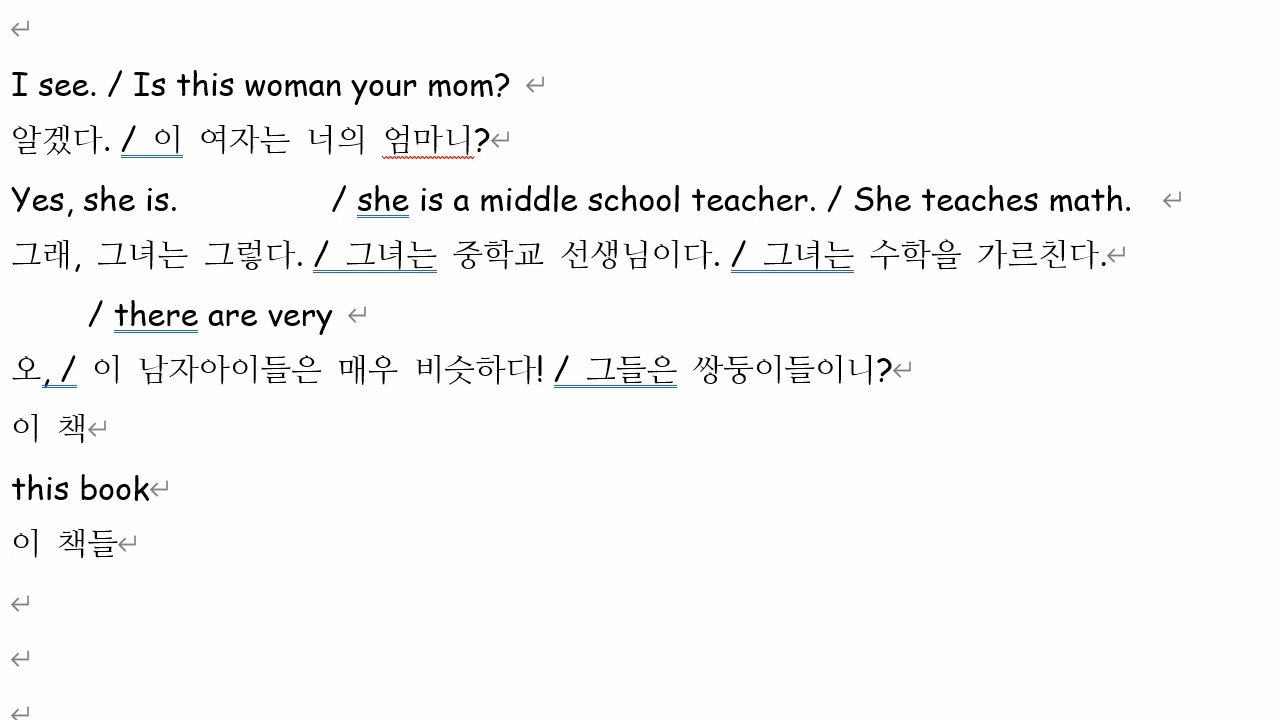 I see. / Is this woman your mom?
알겠다. / 이 여자는 너의 엄마니?
Yes, she is. / she is a middle school teacher. / She teaches math.
그래, 그녀는 그렇다. / 그녀는 중학교 선생님이다. / 그녀는 수학을 가르친다.
/ there are very
오, / 이 남자아이들은 매우 비슷하다! / 그들은 쌍둥이들이니?
이 책
this book
이 책들